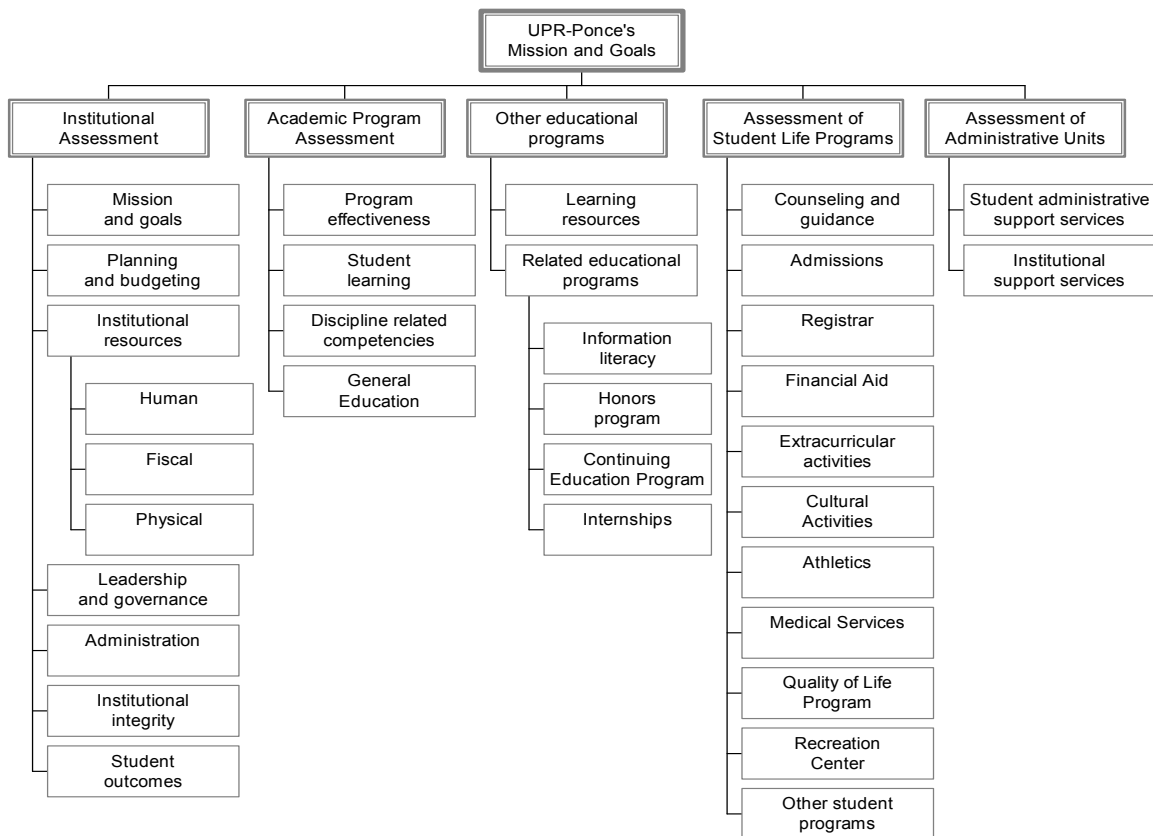 UPR-Ponce's
Mission and Goals
Institutional
Assessment
Academic Program
Assessment
Other educational
programs
Assessment of
Student Life Programs
Assessment of
Administrative Units
Mission
and goals
Planning
and budgeting
Institutional
resources
Human
Fiscal
Physical
Leadership
and governance
Administration
Institutional
integrity
Student
outcomes
Program
effectiveness
Student
learning
Discipline related
competencies
General
Education
Learning
resources
Related educational
programs
Information
literacy
Honors
program
Continuing
Education Program
Internships
Counseling and
guidance
Admissions
Registrar
Financial Aid
Extracurricular
activities
Cultural
Activities
Athletics
Medical Services
Quality of Life
Program
Recreation
Center
Other student
programs
Student administrative
support services
Institutional
support services